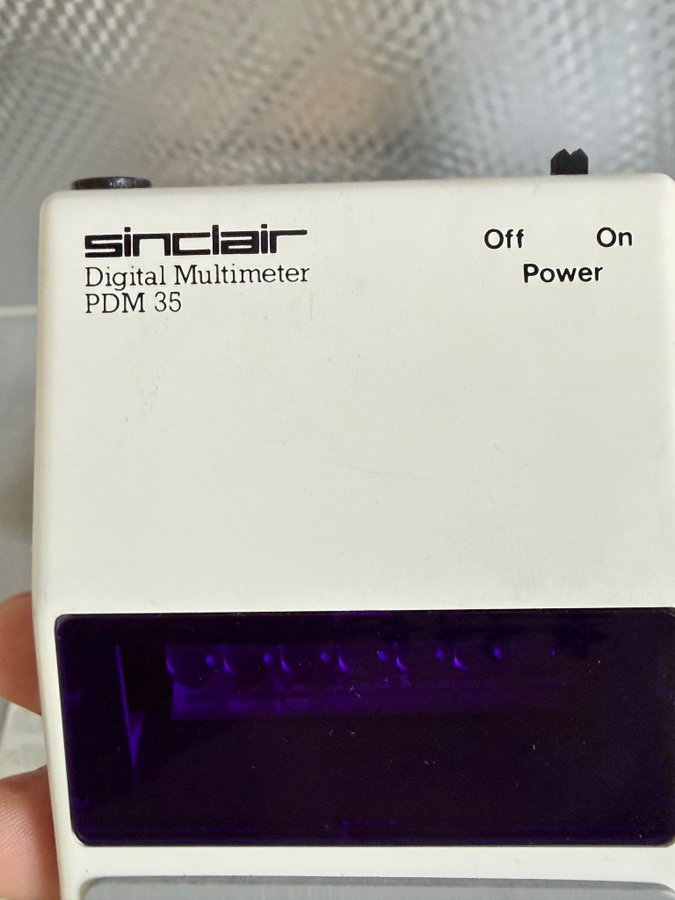 sinclair
Digital Multimeter
PDM 35
Off On
Power